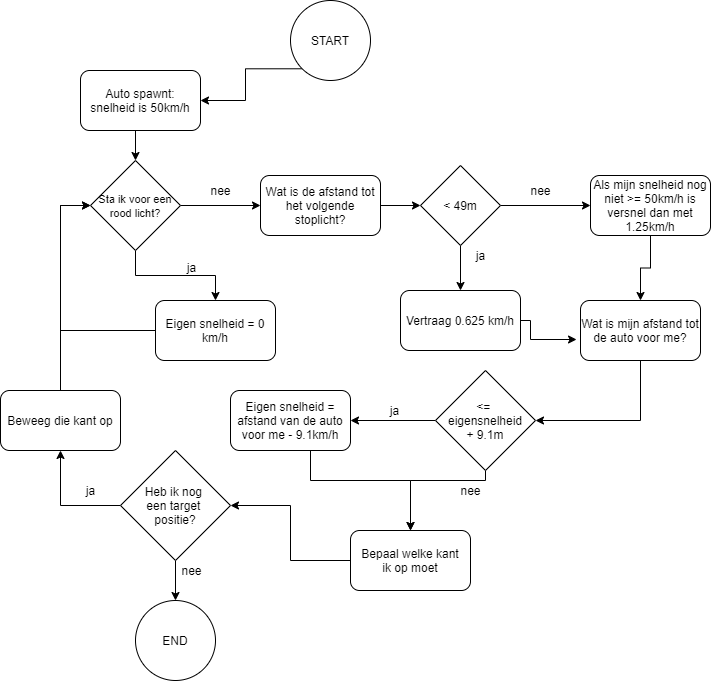 START
Auto spawnt:
snelheid is 50km/h
Sta ik voor een
rood licht?
nee
Wat is de afstand tot
het volgende
stoplicht?
< 49m
nee
Als mijn snelheid nog
niet >= 50km/h is
versnel dan met
1.25km/h
ja
ja
Eigen snelheid = 0
km/h
Vertraag 0.625 km/h
Wat is mijn afstand tot
de auto voor me?
Beweeg die kant op
Eigen snelheid =
afstand van de auto
voor me - 9.1km/h
ja
<=
eigensnelheid
+ 9.1m
nee
ja
Heb ik nog
een target
positie?
Bepaal welke kant
ik op moet
nee
END